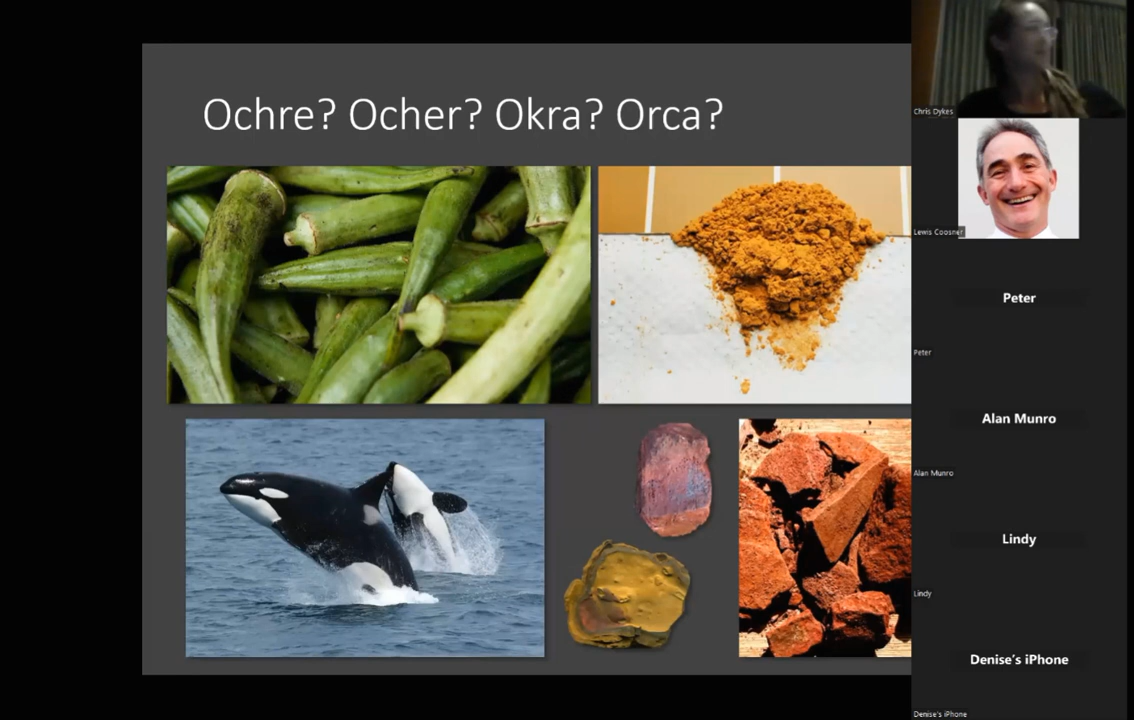 Ochre? Ocher? Okra? Orca?
Chris Dykes
Lewis Coosner
Peter
Peter
Alan Munro
Alan Munro
Lindy
Lindy
Denise's iPhone
Denise's iPhone